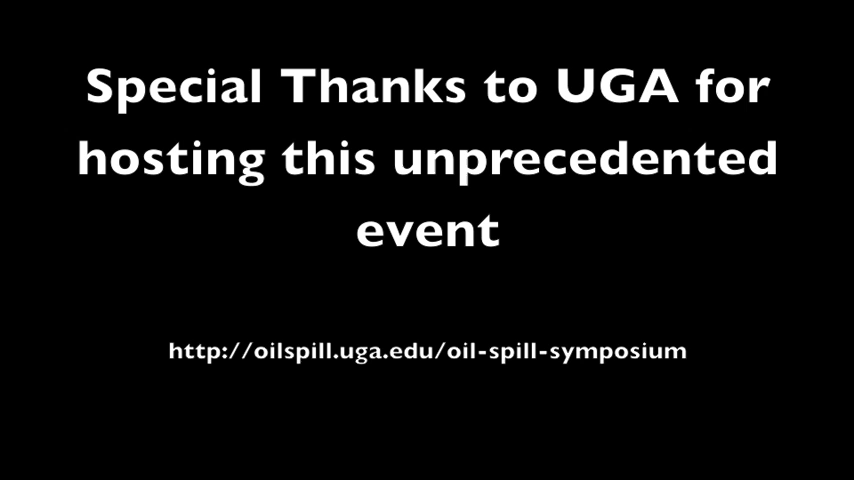 Special Thanks to UGA for
hosting this unprecedented
event
http://oilspill.uga.edu/oil-spill-symposium